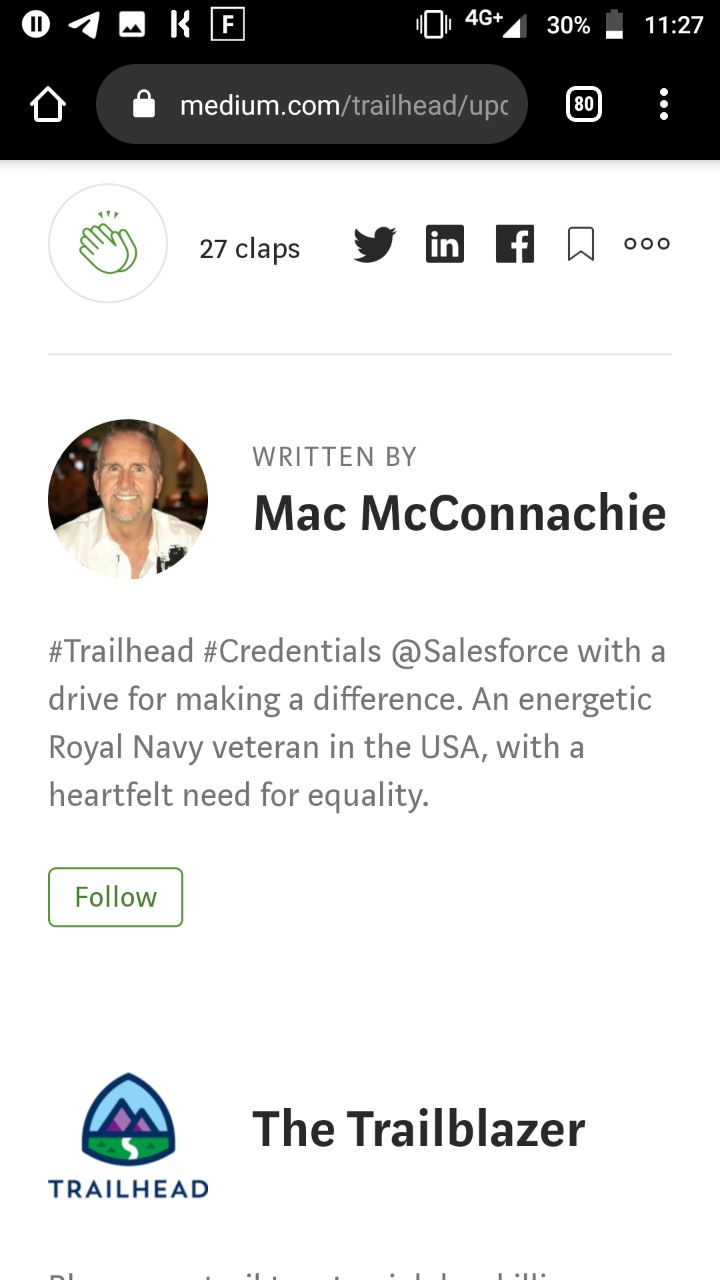 F 4G+ 30% 11:27
medium.com/trailhead/upd
80
27 claps
WRITTEN BY
Mac McConnachie
#Trailhead #Credentials @Salesforce with a
drive for making a difference. An energetic
Royal Navy veteran in the USA, with a
heartfelt need for equality.
Follow
The Trailblazer
TRAILHEAD